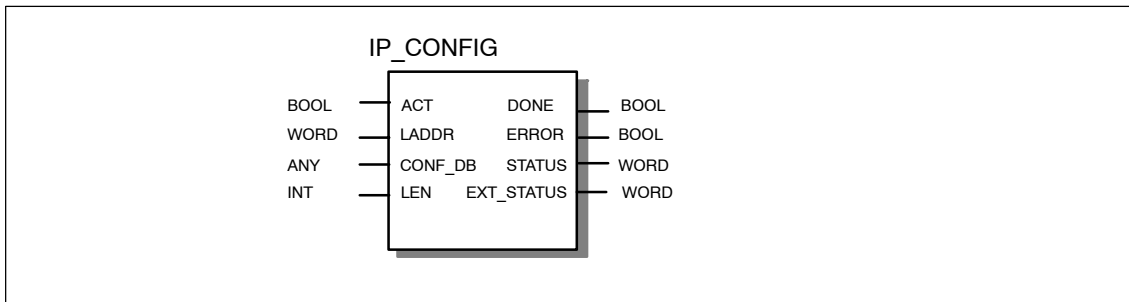 IP_CONFIG
BOOL ACT DONE BOOL
WORD LADDR ERROR BOOL
ANY CONF_DB STATUS WORD
INT LEN EXT_STATUS WORD